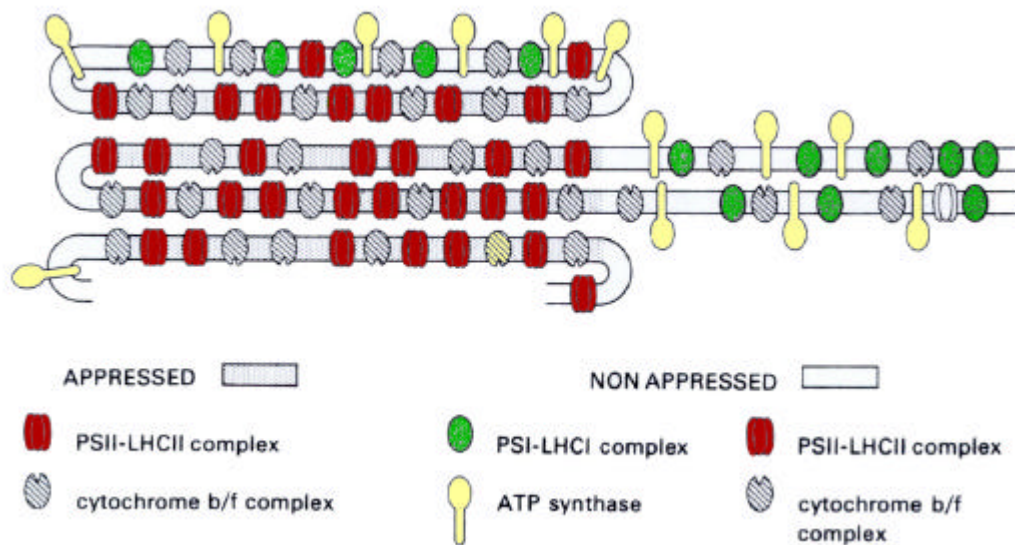 APPRESSED
NON APPRESSED
PSII-LHCII complex
PSI-LHCI complex
PSII-LHCII complex
cytochrome b/f complex
ATP synthase
cytochrome b/f
complex